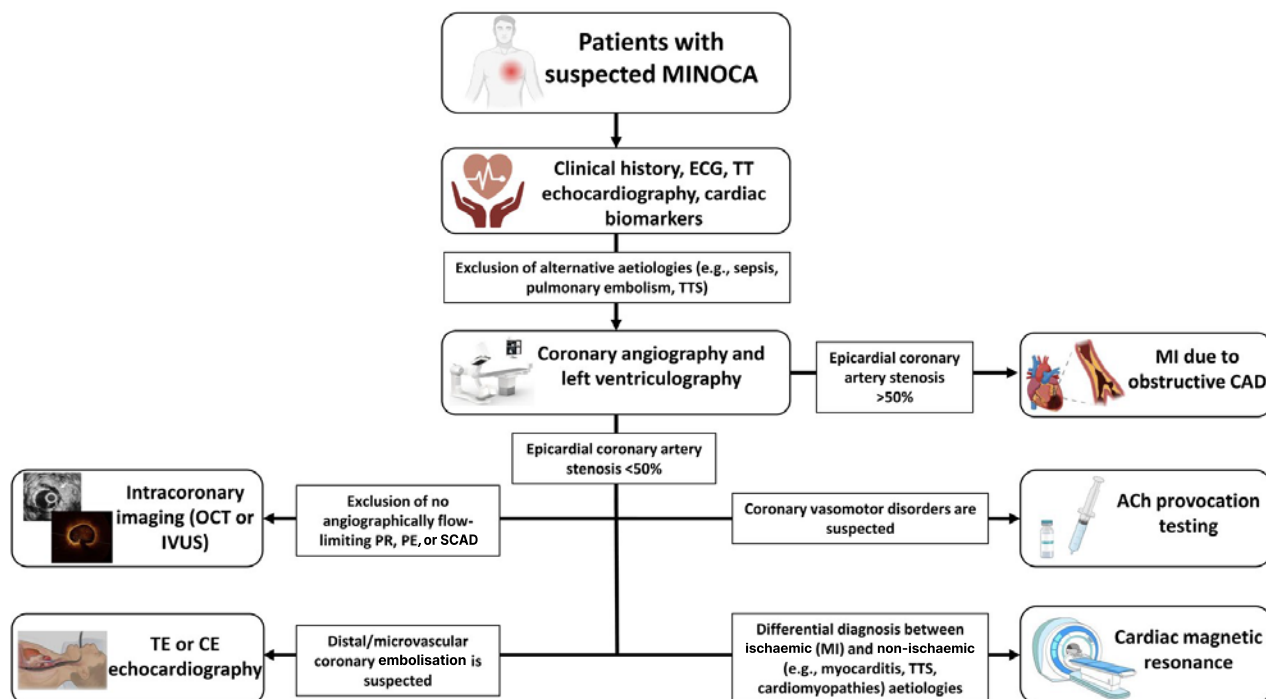 Patients with
suspected MINOCA
Clinical history, ECG, TT
echocardiography, cardiac
biomarkers
Exclusion of alternative aetiologies (e.g., sepsis,
pulmonary embolism, TTS)
Coronary angiography and
left ventriculography
Epicardial coronary
artery stenosis
>50%
MI due to
obstructive CAD
Epicardial coronary artery
stenosis <50%
Intracoronary
imaging (OCT or
IVUS)
Exclusion of no
angiographically flow-
limiting PR, PE, or SCAD
Coronary vasomotor disorders are
suspected
ACh provocation
testing
TE or CE
echocardiography
Distal/microvascular
coronary embolisation is
suspected
Differential diagnosis between
ischaemic (MI) and non-ischaemic
(e.g., myocarditis, TTS,
cardiomyopathies) aetiologies
Cardiac magnetic
resonance